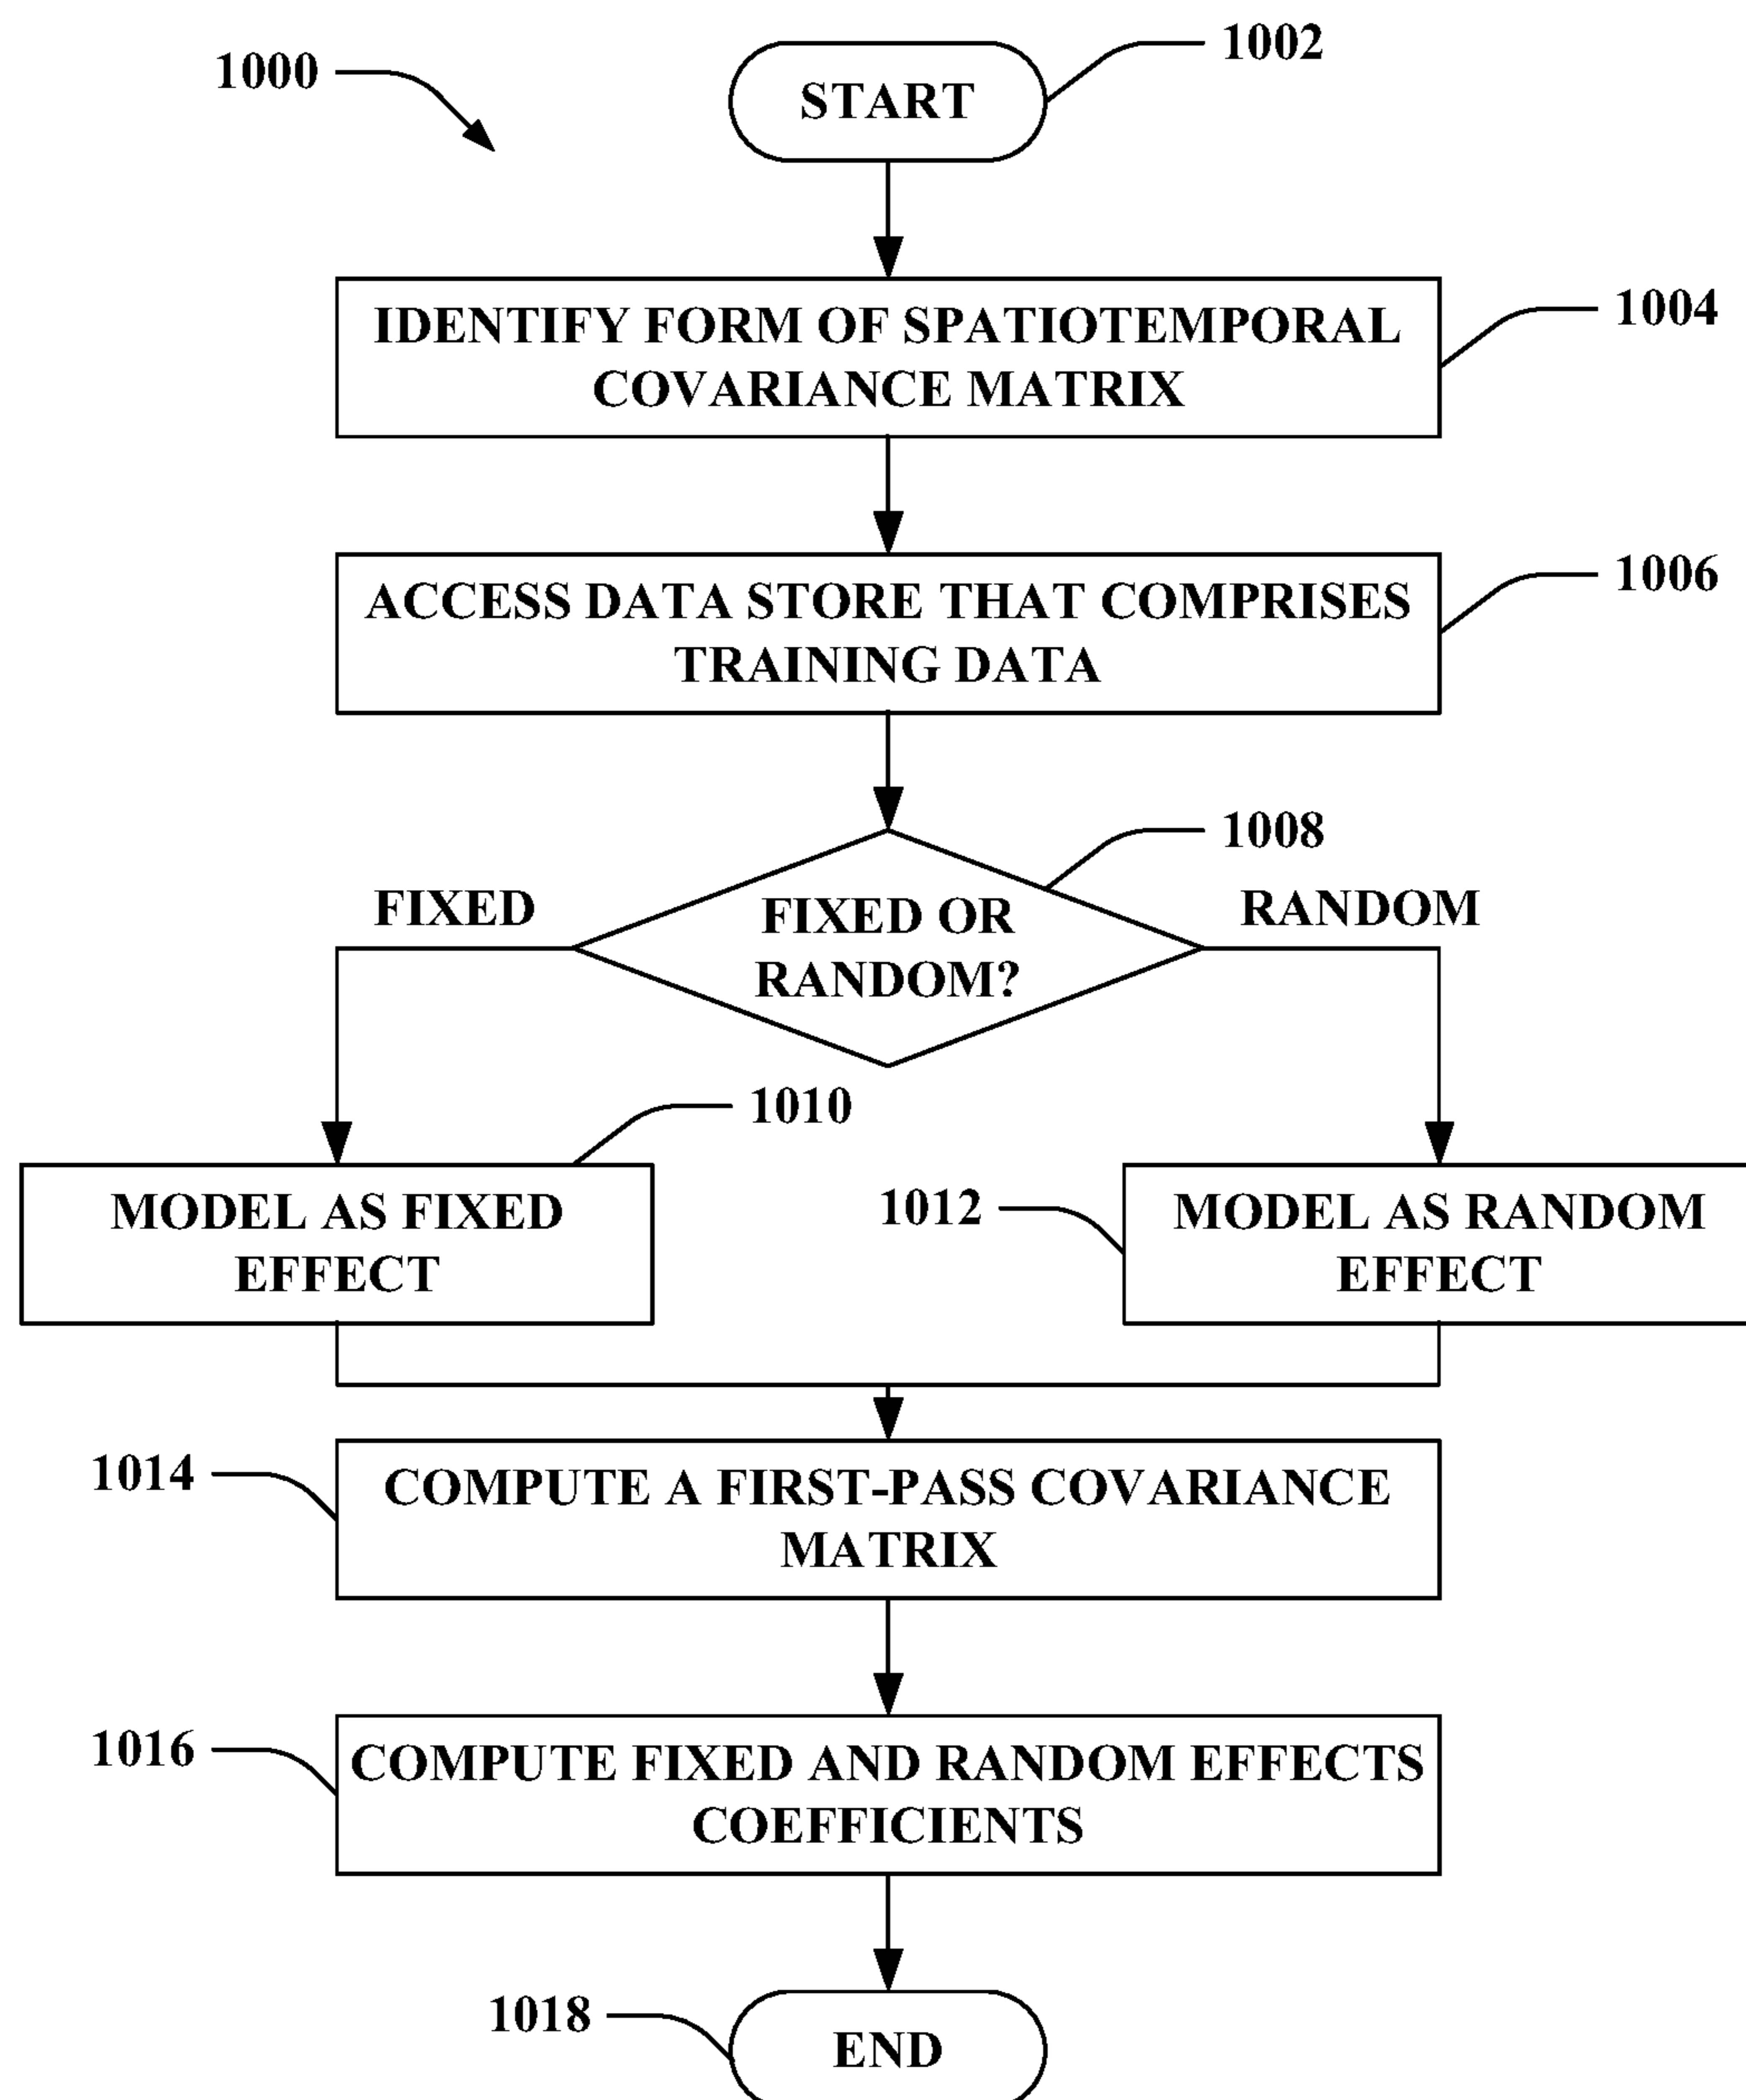 1000
START
1002
IDENTIFY FORM OF SPATIOTEMPORAL
COVARIANCE MATRIX
1004
ACCESS DATA STORE THAT COMPRISES
TRAINING DATA
1006
1008
FIXED
FIXED OR
RANDOM?
RANDOM
1010
MODEL AS FIXED
EFFECT
1012
MODEL AS RANDOM
EFFECT
1014
COMPUTE A FIRST-PASS COVARIANCE
MATRIX
1016
COMPUTE FIXED AND RANDOM EFFECTS
COEFFICIENTS
1018
END